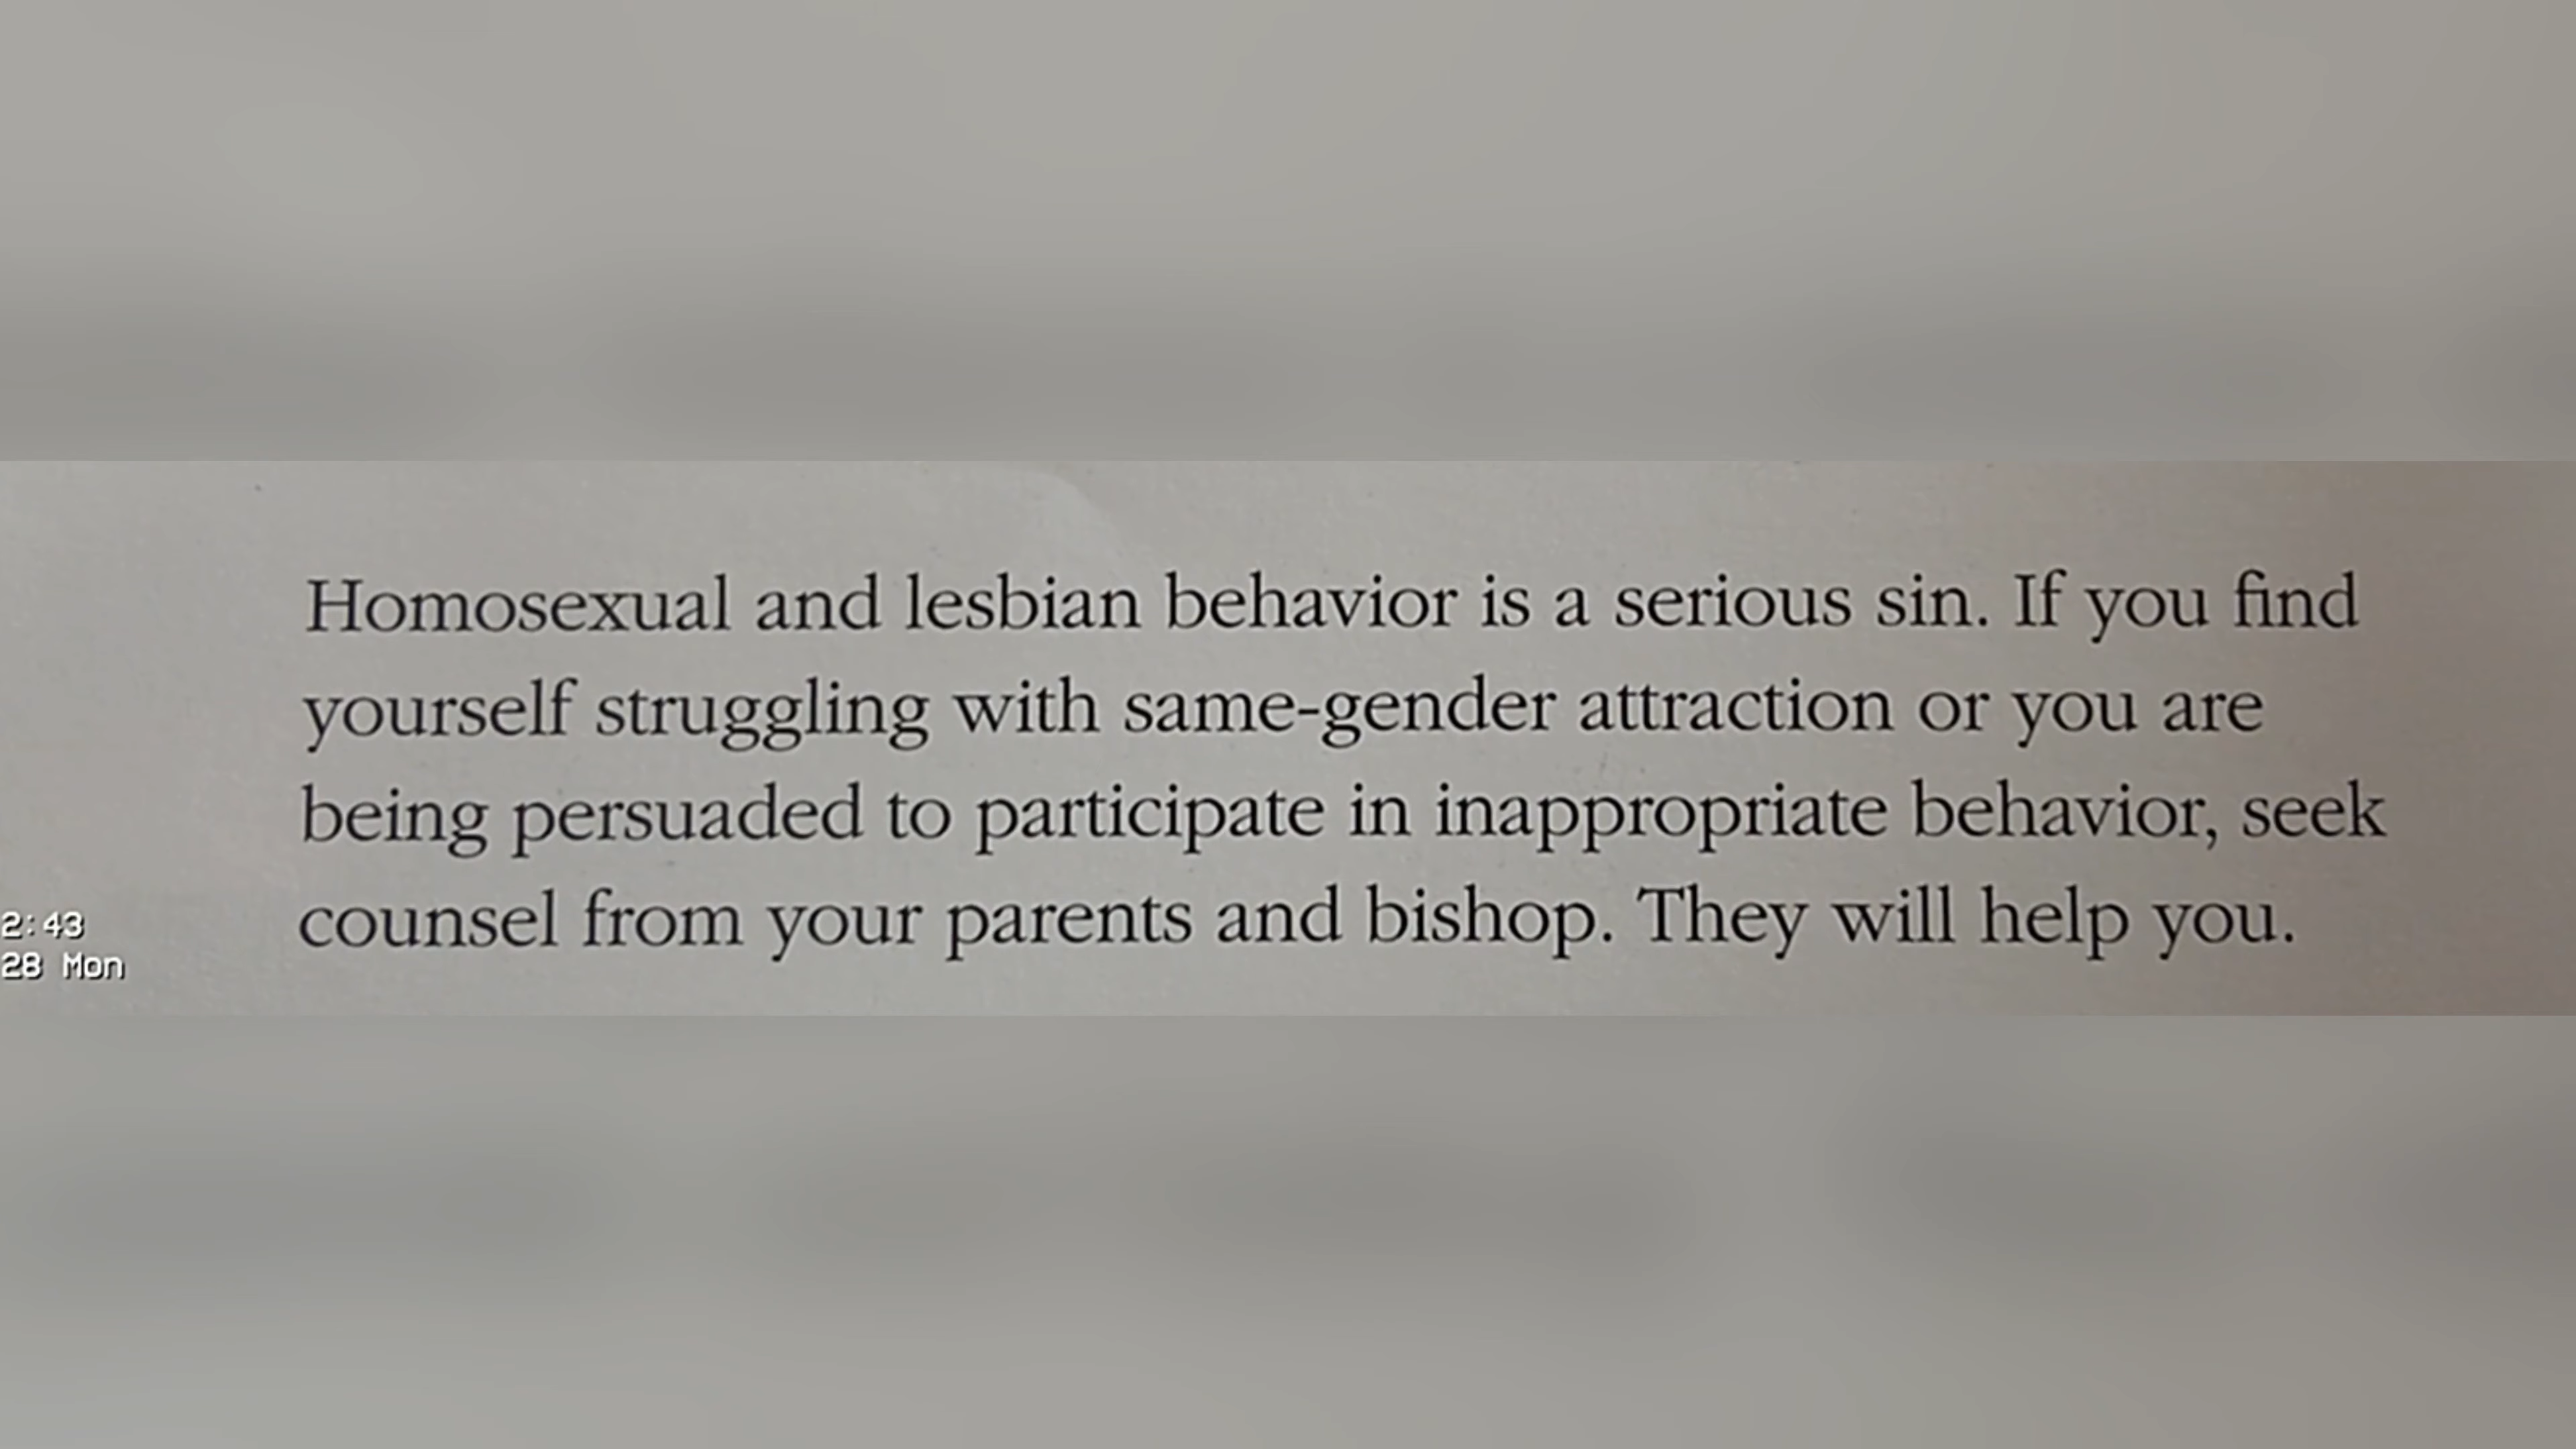 Homosexual and lesbian behavior is a serious sin. If you find
yourself struggling with same-gender attraction or you are
being persuaded to participate in inappropriate behavior, seek
counsel from your parents and bishop. They will help you.
2:43
28 Mon